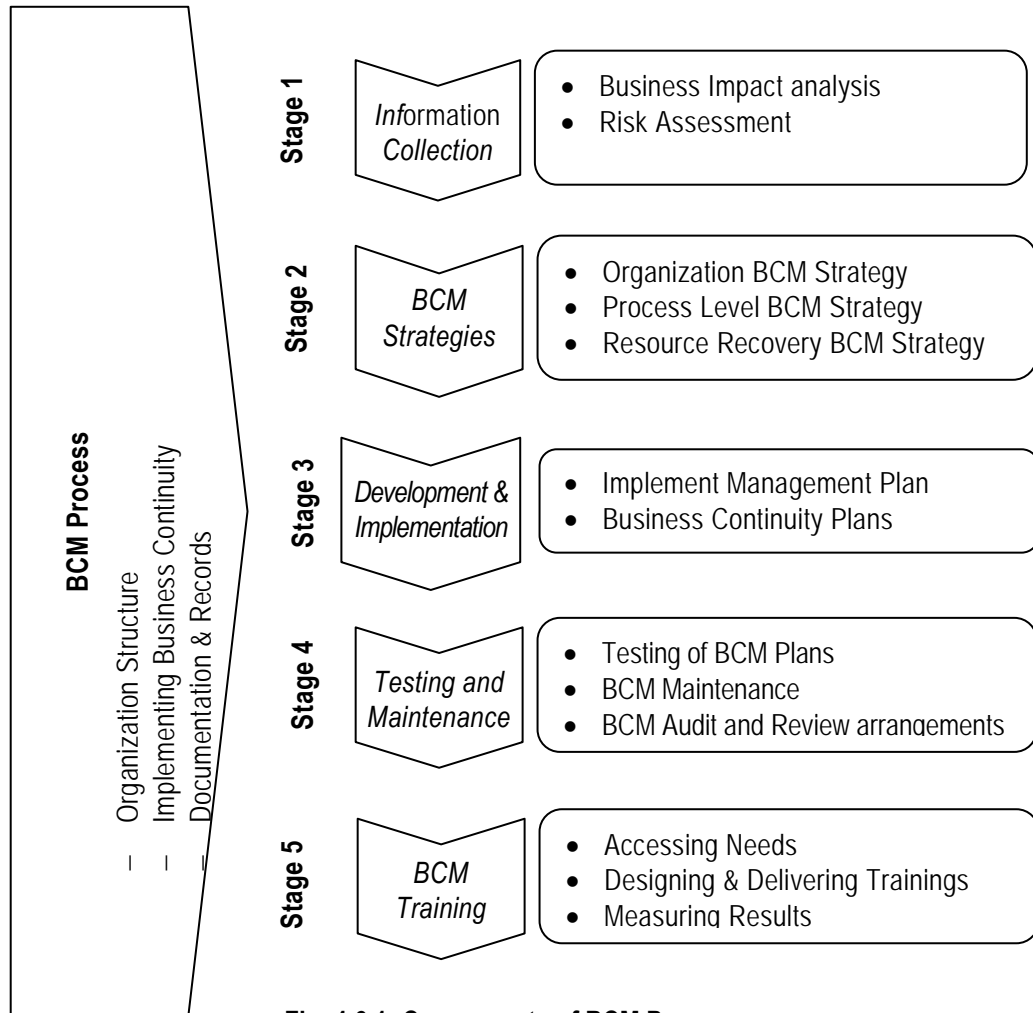 BCM Process
– Organization Structure
– Implementing Business Continuity
– Documentation & Records
Stage 1
Information
Collection
• Business Impact analysis
• Risk Assessment
Stage 2
BCM
Strategies
• Organization BCM Strategy
• Process Level BCM Strategy
• Resource Recovery BCM Strategy
Stage 3
Development &
Implementation
• Implement Management Plan
• Business Continuity Plans
Stage 4
Testing and
Maintenance
• Testing of BCM Plans
• BCM Maintenance
• BCM Audit and Review arrangements
Stage 5
BCM
Training
• Accessing Needs
• Designing & Delivering Trainings
• Measuring Results